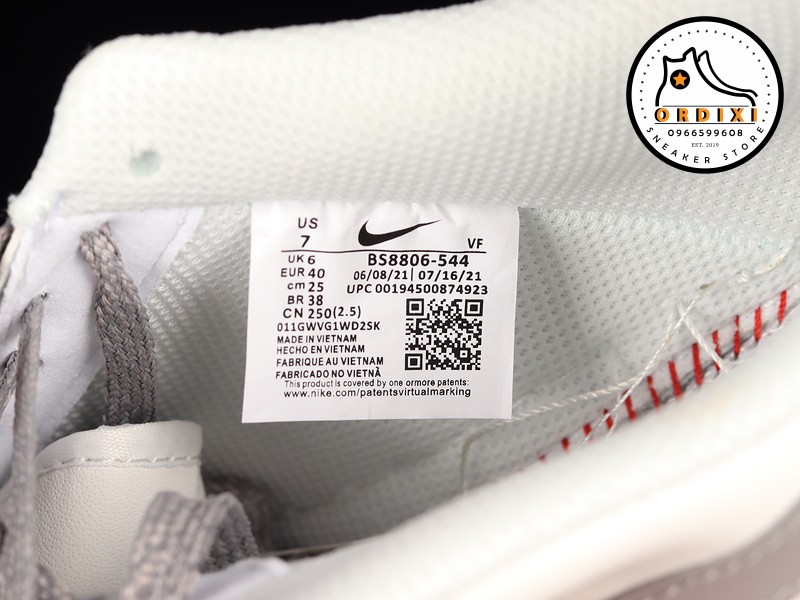 US
7
VF
UK 6
EUR 40
cm 25
BR 38
CN 250(2.5)
BS8806-544
06/08/21| 07/16/21
UPC 00194500874923
011GWVG1WD2SK
MADE IN VIETNAM
HECHO EN VIETNAM
FABRIQUE AU VIETNAM
FABRICADO NO VIETNÃ
This product is covered by one ormore patents:
www.nike.com/patentsvirtualmarking
ORDIXI
0966599608
EST. 2019
SNEAKER STORE